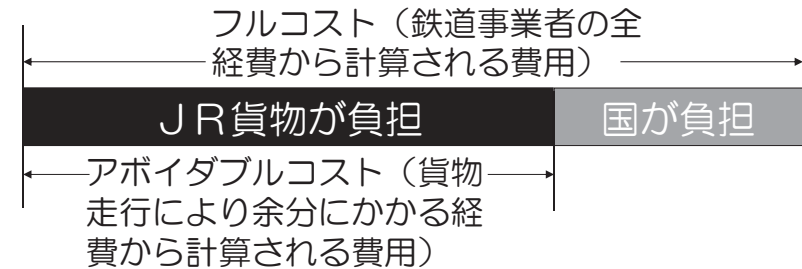 フルコスト（鉄道事業者の全
経費から計算される費用）
ＪＲ貨物が負担
国が負担
アボイダブルコスト（貨物
走行により余分にかかる経
費から計算される費用）